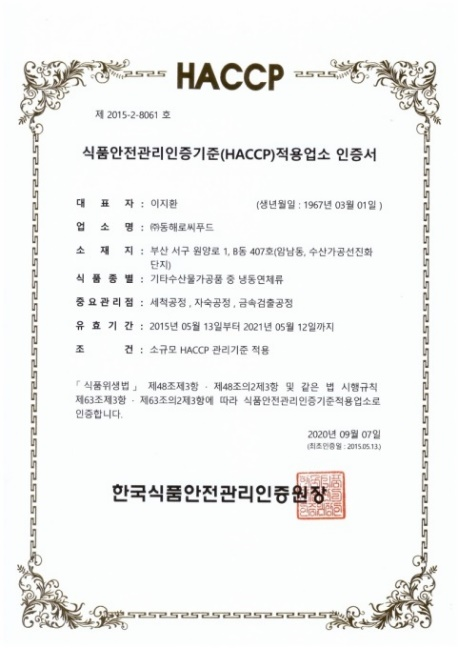 HACCP
제 2015-2-8061 호
식품안전관리인증기준(HACCP)적용업소 인증서
대 표 자 : 이지환 (생년월일 : 1967년 03월 01일 )
업 소 명 : ㈜동해로씨푸드
소 재 지 : 부산 서구 원양로 1, B동 407호(암남동, 수산가공선진화
단지)
식 품 종 별 : 기타수산물가공품 중 냉동연체류
중요관리점 : 세척공정 , 자숙공정 , 금속검출공정
유 효 기 간 : 2015년 05월 13일부터 2021년 05월 12일까지
조 건 : 소규모 HACCP 관리기준 적용
「식품위생법」 제48조제3항 · 제48조의2제3항 및 같은 법 시행규칙
제63조제3항 · 제63조의2제3항에 따라 식품안전관리인증기준적용업소로
인증합니다.
2020년 09월 07일
(최초인증일 : 2015.05.13.)
한국식품안전관리인증원장